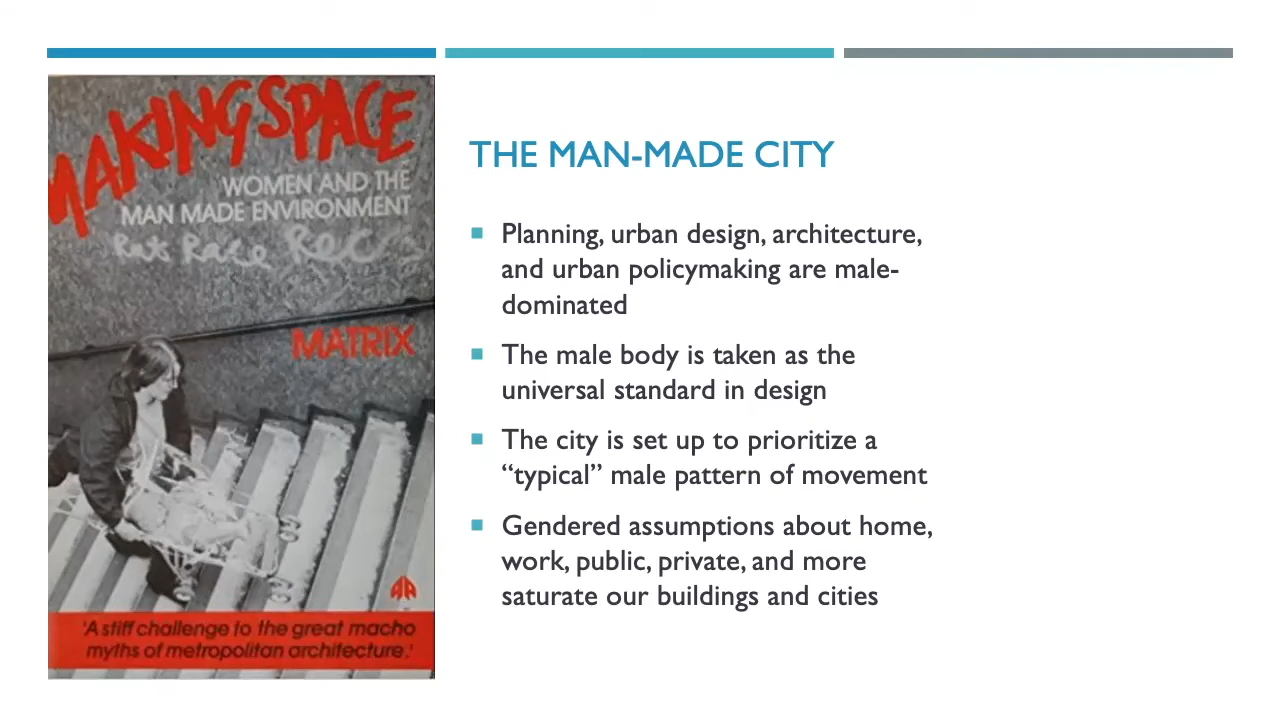 MAKING SPACE
WOMEN AND THE
MAN MADE ENVIRONMENT
Rat Race
MATRIX
'A stiff challenge to the great macho
myths of metropolitan architecture.'
THE MAN-MADE CITY
Planning, urban design, architecture,
and urban policymaking are male-
dominated
The male body is taken as the
universal standard in design
The city is set up to prioritize a
“typical” male pattern of movement
Gendered assumptions about home,
work, public, private, and more
saturate our buildings and cities